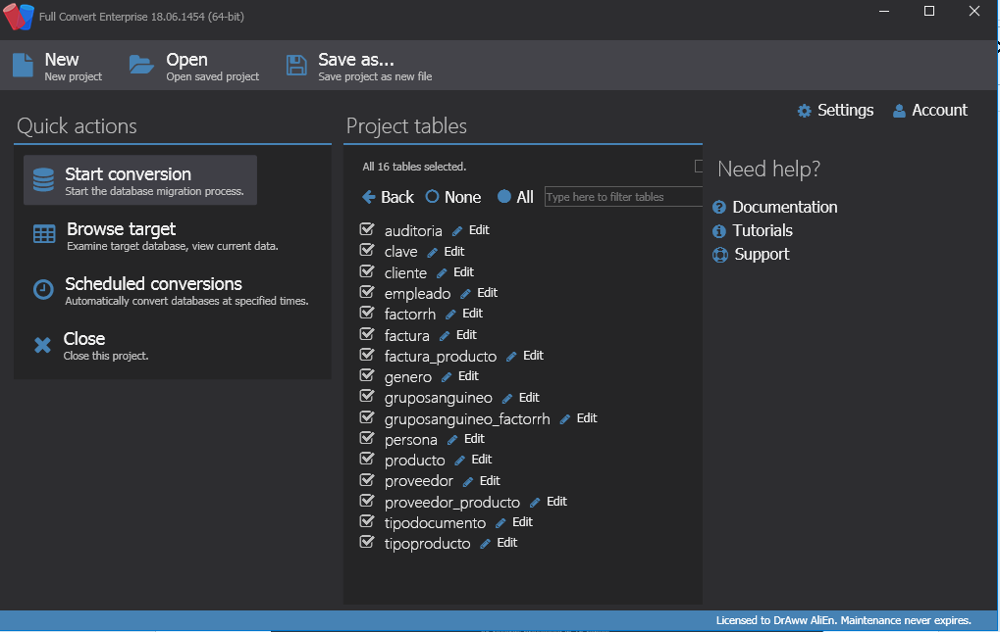 Full Convert Enterprise 18.06.1454 (64-bit)
New
New project
Open
Open saved project
Save as...
Save project as new file
Settings
Account
Quick actions
Start conversion
Start the database migration process.
Browse target
Examine target database, view current data.
Scheduled conversions
Automatically convert databases at specified times.
Close
Close this project.
Project tables
All 16 tables selected.
Back None All Type here to filter tables
auditoria Edit
clave Edit
cliente Edit
empleado Edit
factorrh Edit
factura Edit
factura_producto Edit
genero Edit
gruposanguineo Edit
gruposanguineo_factorrh Edit
persona Edit
producto Edit
proveedor Edit
proveedor_producto Edit
tipodocumento Edit
tipoproducto Edit
Need help?
Documentation
Tutorials
Support
Licensed to DrAww AliEn. Maintenance never expires.